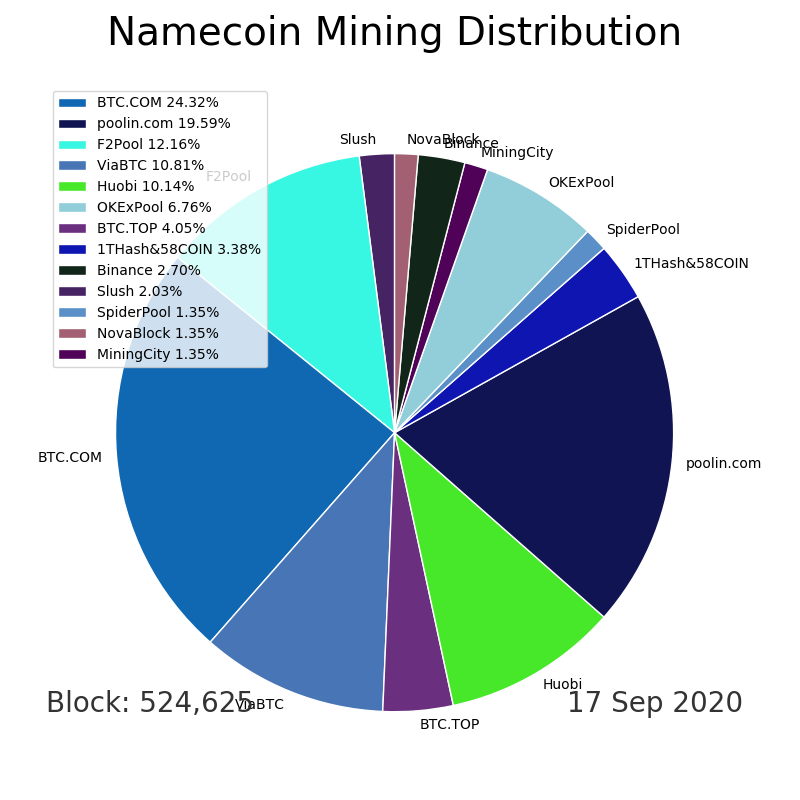 Namecoin Mining Distribution
BTC.COM 24.32%
poolin.com 19.59%
F2Pool 12.16%
ViaBTC 10.81%
Huobi 10.14%
OKExPool 6.76%
BTC.TOP 4.05%
1THash&58COIN 3.38%
Binance 2.70%
Slush 2.03%
SpiderPool 1.35%
NovaBlock 1.35%
MiningCity 1.35%
Slush
NovaBlock
Binance
MiningCity
F2Pool
OKExPool
SpiderPool
1THash&58COIN
BTC.COM
poolin.com
Huobi
ViaBTC
BTC.TOP
Block: 524,625
17 Sep 2020